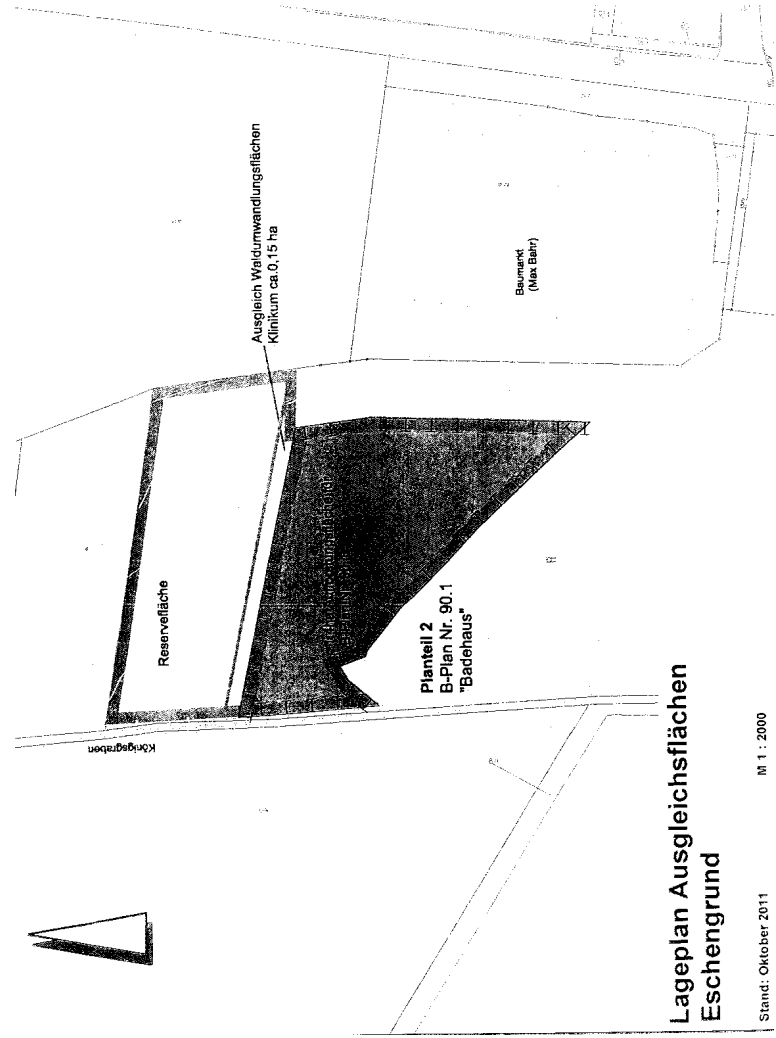 Ausgleich Waldumwandlungsflächen
Klinikum ca.0,15 ha
Reservefläche
Königsgraben
Baumarkt
(Max Bahr)
Planteil 2
B-Plan Nr. 90.1
"Badehaus"
Lageplan Ausgleichsflächen
Eschengrund
Stand: Oktober 2011
M 1 : 2000